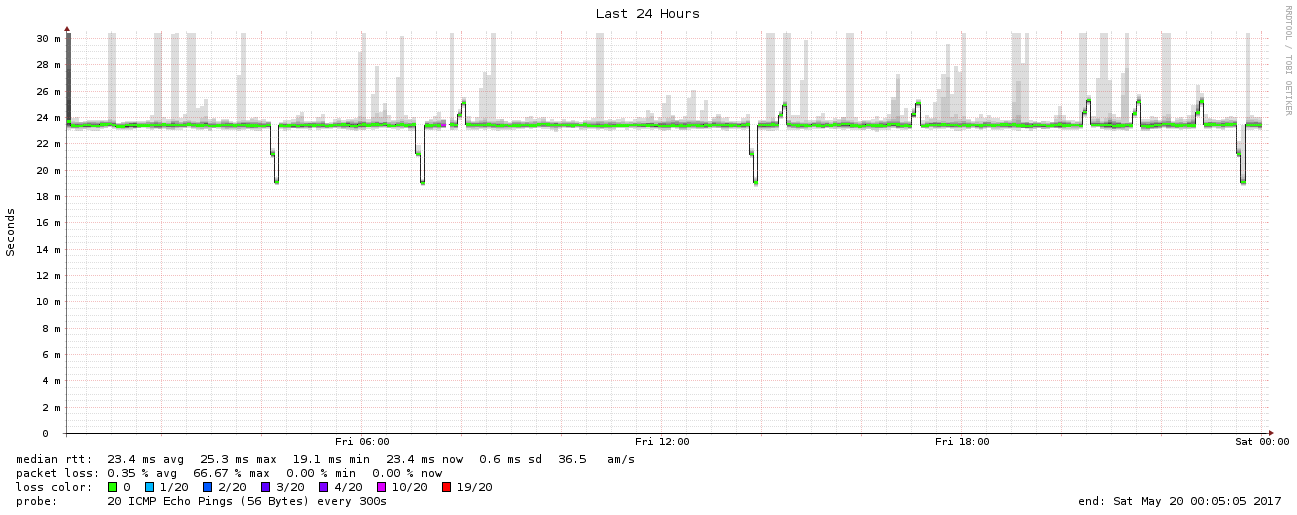 Last 24 Hours
RRDTOOL / TOBI OETIKER
Seconds
30 m
28 m
26 m
24 m
22 m
20 m
18 m
16 m
14 m
12 m
10 m
8 m
6 m
4 m
2 m
0
Fri 06:00 Fri 12:00 Fri 18:00 Sat 00:00
median rtt: 23.4 ms avg 25.3 ms max 19.1 ms min 23.4 ms now 0.6 ms sd 36.5 am/s
packet loss: 0.35 % avg 66.67 % max 0.00 % min 0.00 % now
loss color: 0 1/20 2/20 3/20 4/20 10/20 19/20
probe: 20 ICMP Echo Pings (56 Bytes) every 300s end: Sat May 20 00:05:05 2017